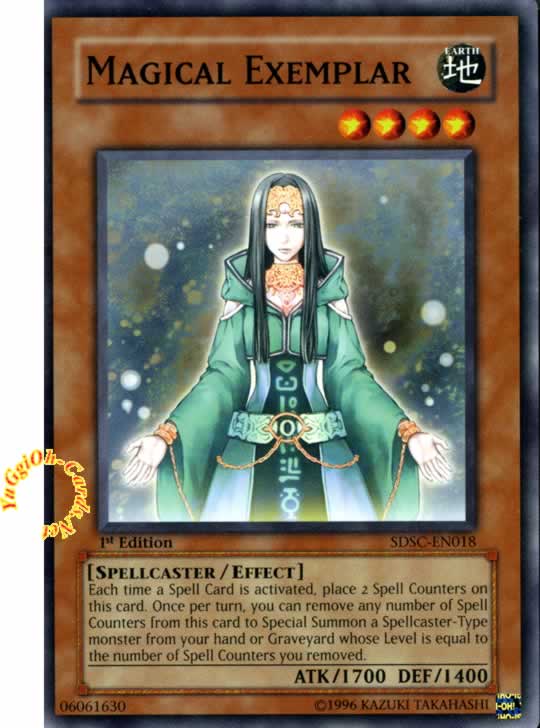 MAGICAL EXEMPLAR
EARTH
地
YuGgiOh-Cards.Net
1st Edition
SDSC-EN018
[SPELLCASTER / EFFECT]
Each time a Spell Card is activated, place 2 Spell Counters on
this card. Once per turn, you can remove any number of Spell
Counters from this card to Special Summon a Spellcaster-Type
monster from your hand or Graveyard whose Level is equal to
the number of Spell Counters you removed.
ATK/1700 DEF/1400
06061630
©1996 KAZUKI TAKAHASHI